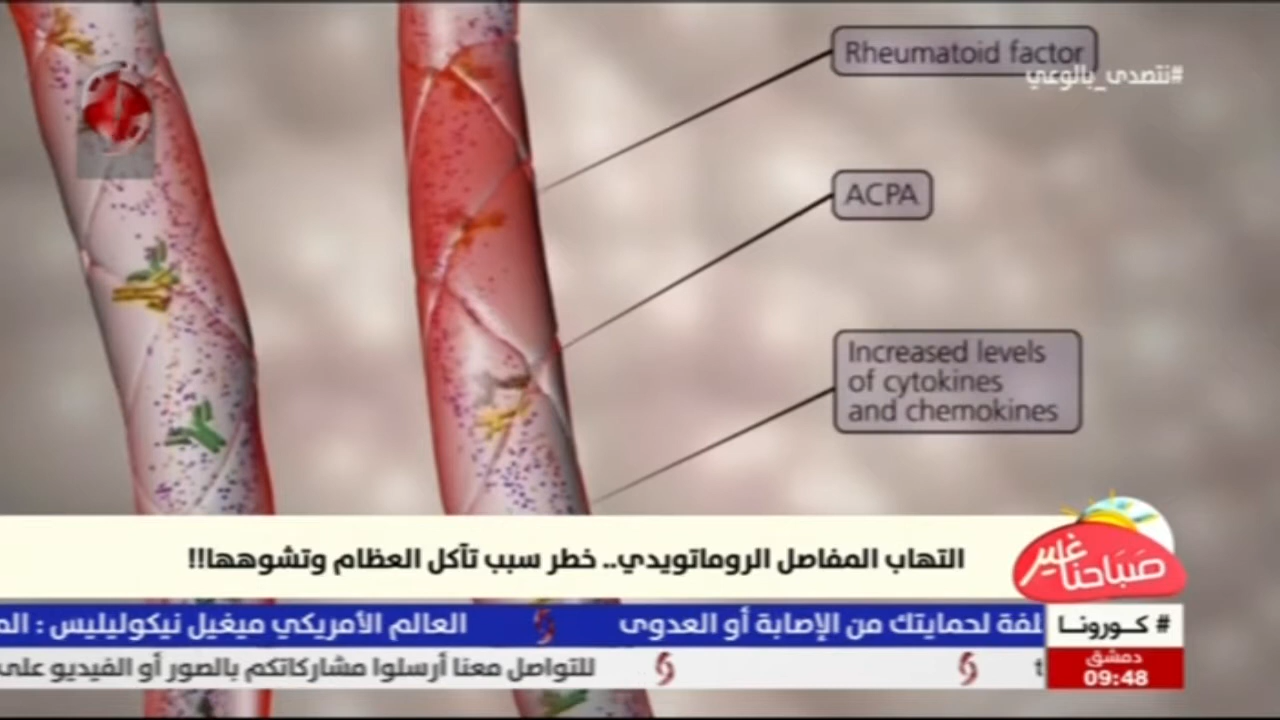 Rheumatoid factor
#نتصدى_بالوعي
ACPA
Increased levels
of cytokines
and chemokines
صباحنا غير
التهاب المفاصل الروماتويدي.. خطر سبب تآكل العظام وتشوهها!!
# كـورونـا
لحمايتك من الإصابة أو العدوى
العالم الأمريكي ميغيل نيكوليليس :
للتواصل معنا أرسلوا مشاركاتكم بالصور أو الفيديو على
دمشق
09:48